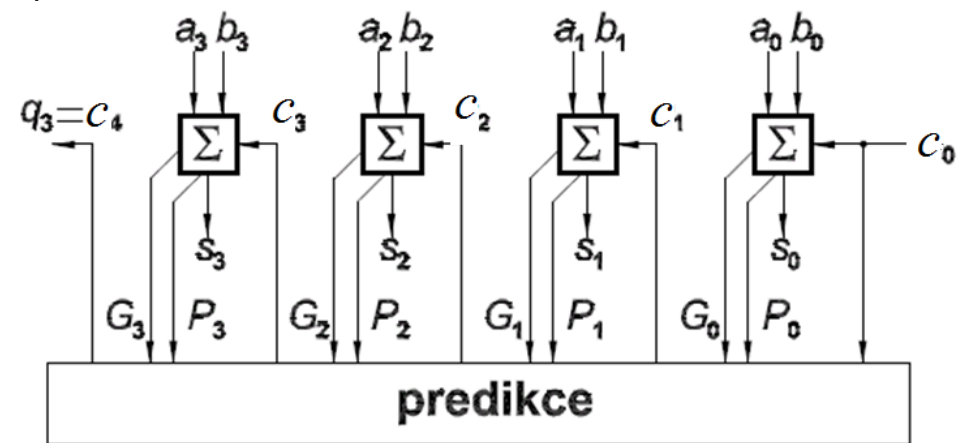 a₃ b₃ a₂ b₂ a₁ b₁ a₀ b₀
q₃=c₄ c₃ c₂ c₁ c₀
Σ Σ Σ Σ
s₃ s₂ s₁ s₀
G₃ P₃ G₂ P₂ G₁ P₁ G₀ P₀
predikce